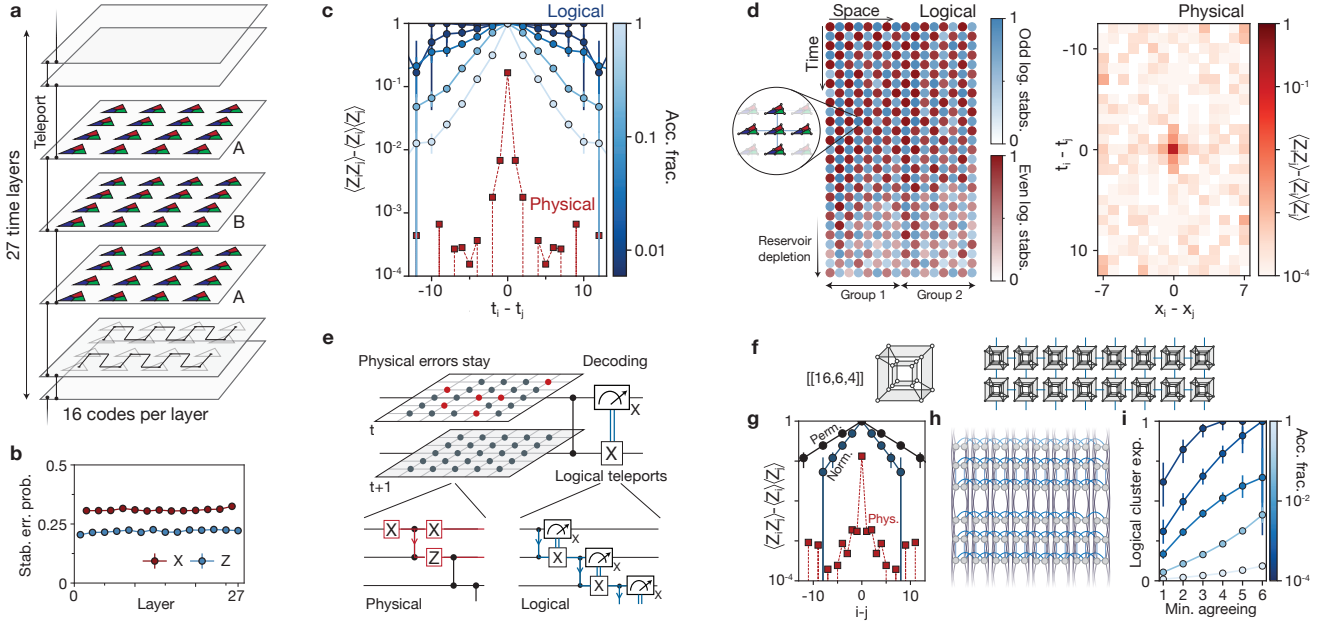 a
27 time layers
Teleport
A
B
A
16 codes per layer
b
Stab. err. prob.
0.5
0.25
0
X
Z
0
Layer
27
c
Logical
1
10⁻¹
10⁻²
10⁻³
10⁻⁴
⟨ZᵢZⱼ⟩-⟨Zᵢ⟩⟨Zⱼ⟩
Physical
-10
0
10
tᵢ - tⱼ
1
0.1
0.01
Acc. frac.
d
Space
Logical
Time
Reservoir
depletion
Group 1
Group 2
1
Odd log. stabs.
0
1
Even log. stabs.
0
Physical
-10
0
10
tᵢ - tⱼ
-7
0
7
xᵢ - xⱼ
1
10⁻¹
10⁻⁴
⟨ZᵢZⱼ⟩-⟨Zᵢ⟩⟨Zⱼ⟩
e
Physical errors stay
Decoding
t
X
X
t+1
Logical teleports
X
X
Z
Physical
X
X
X
X
X
Logical
f
[[16,6,4]]
g
1
10⁻⁴
⟨ZᵢZⱼ⟩-⟨Zᵢ⟩⟨Zⱼ⟩
Perm.
Norm.
Phys.
-10
0
10
i-j
h
i
Logical cluster exp.
1
0
1
2
3
4
5
6
Min. agreeing
Acc. frac.
1
10⁻²
10⁻⁴